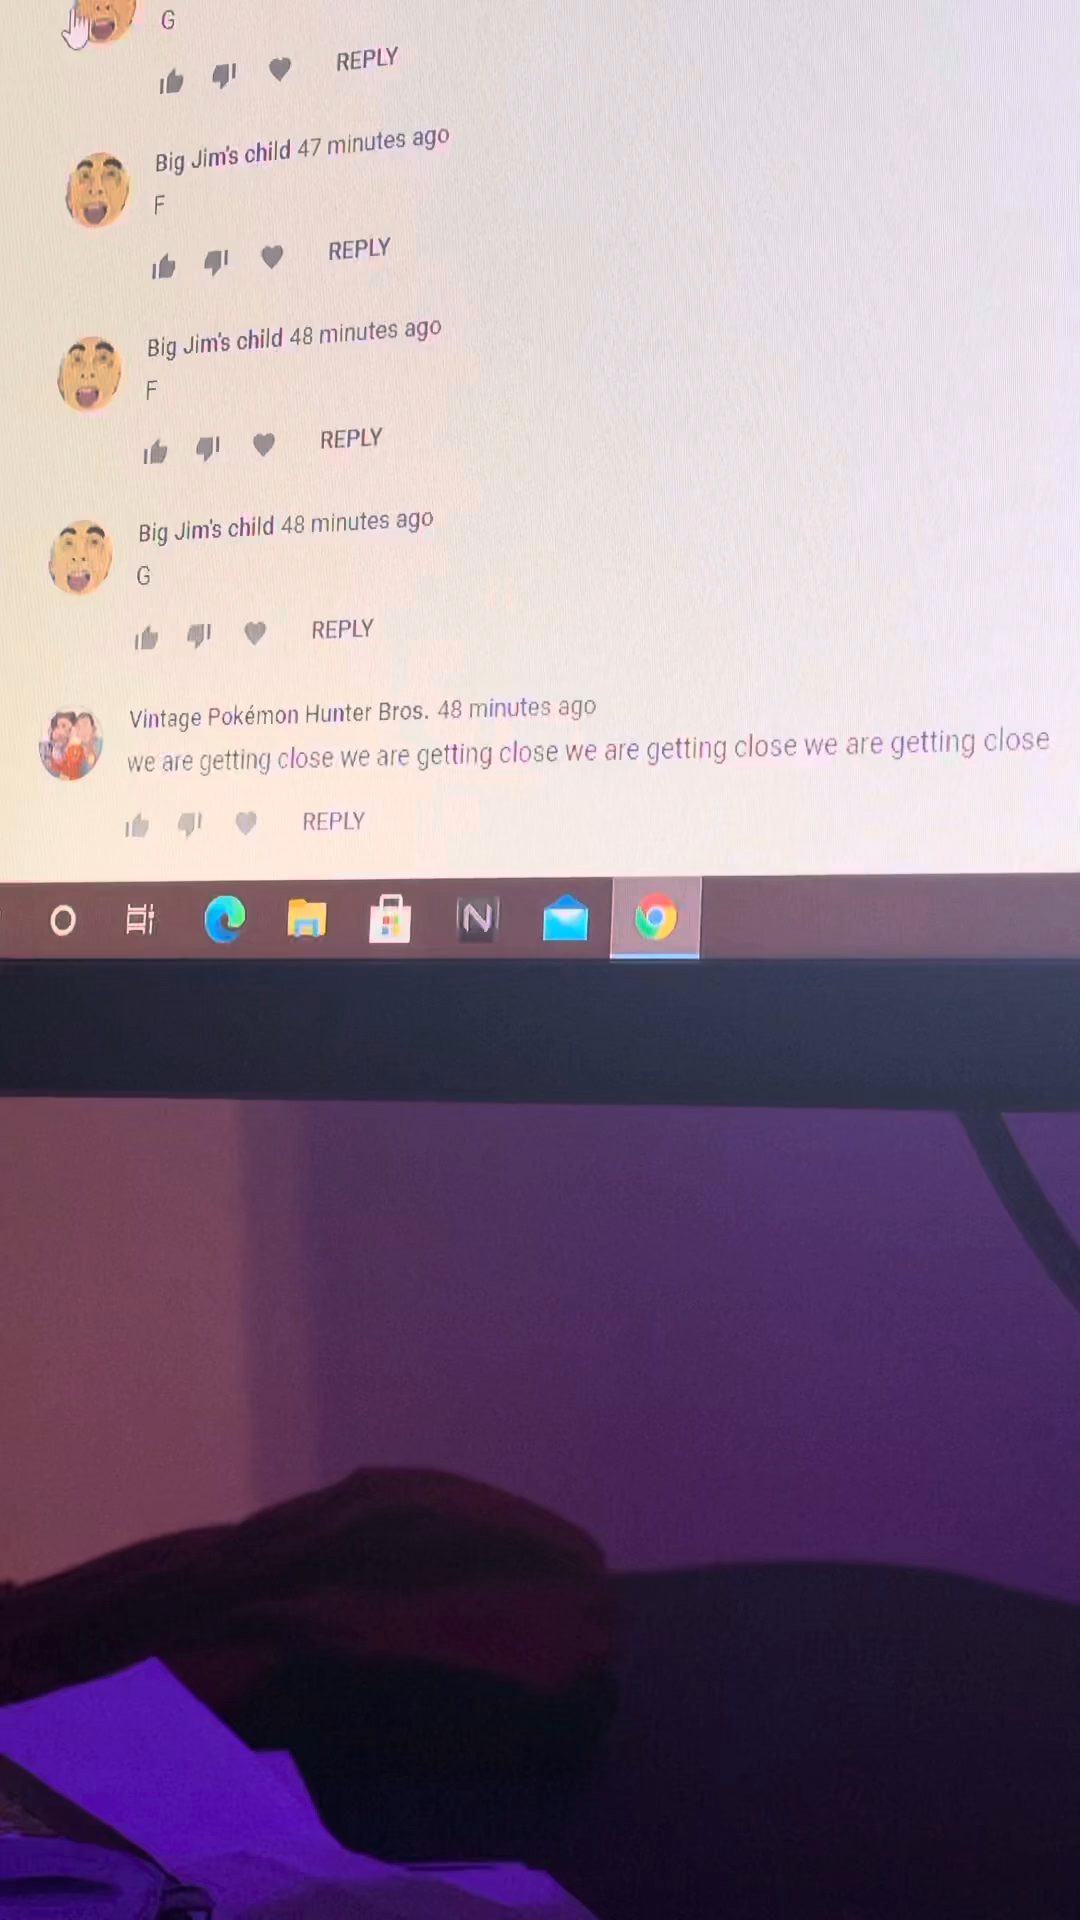 G
REPLY
Big Jim's child 47 minutes ago
F
REPLY
Big Jim's child 48 minutes ago
F
REPLY
Big Jim's child 48 minutes ago
G
REPLY
Vintage Pokémon Hunter Bros. 48 minutes ago
we are getting close we are getting close we are getting close we are getting close
REPLY
N